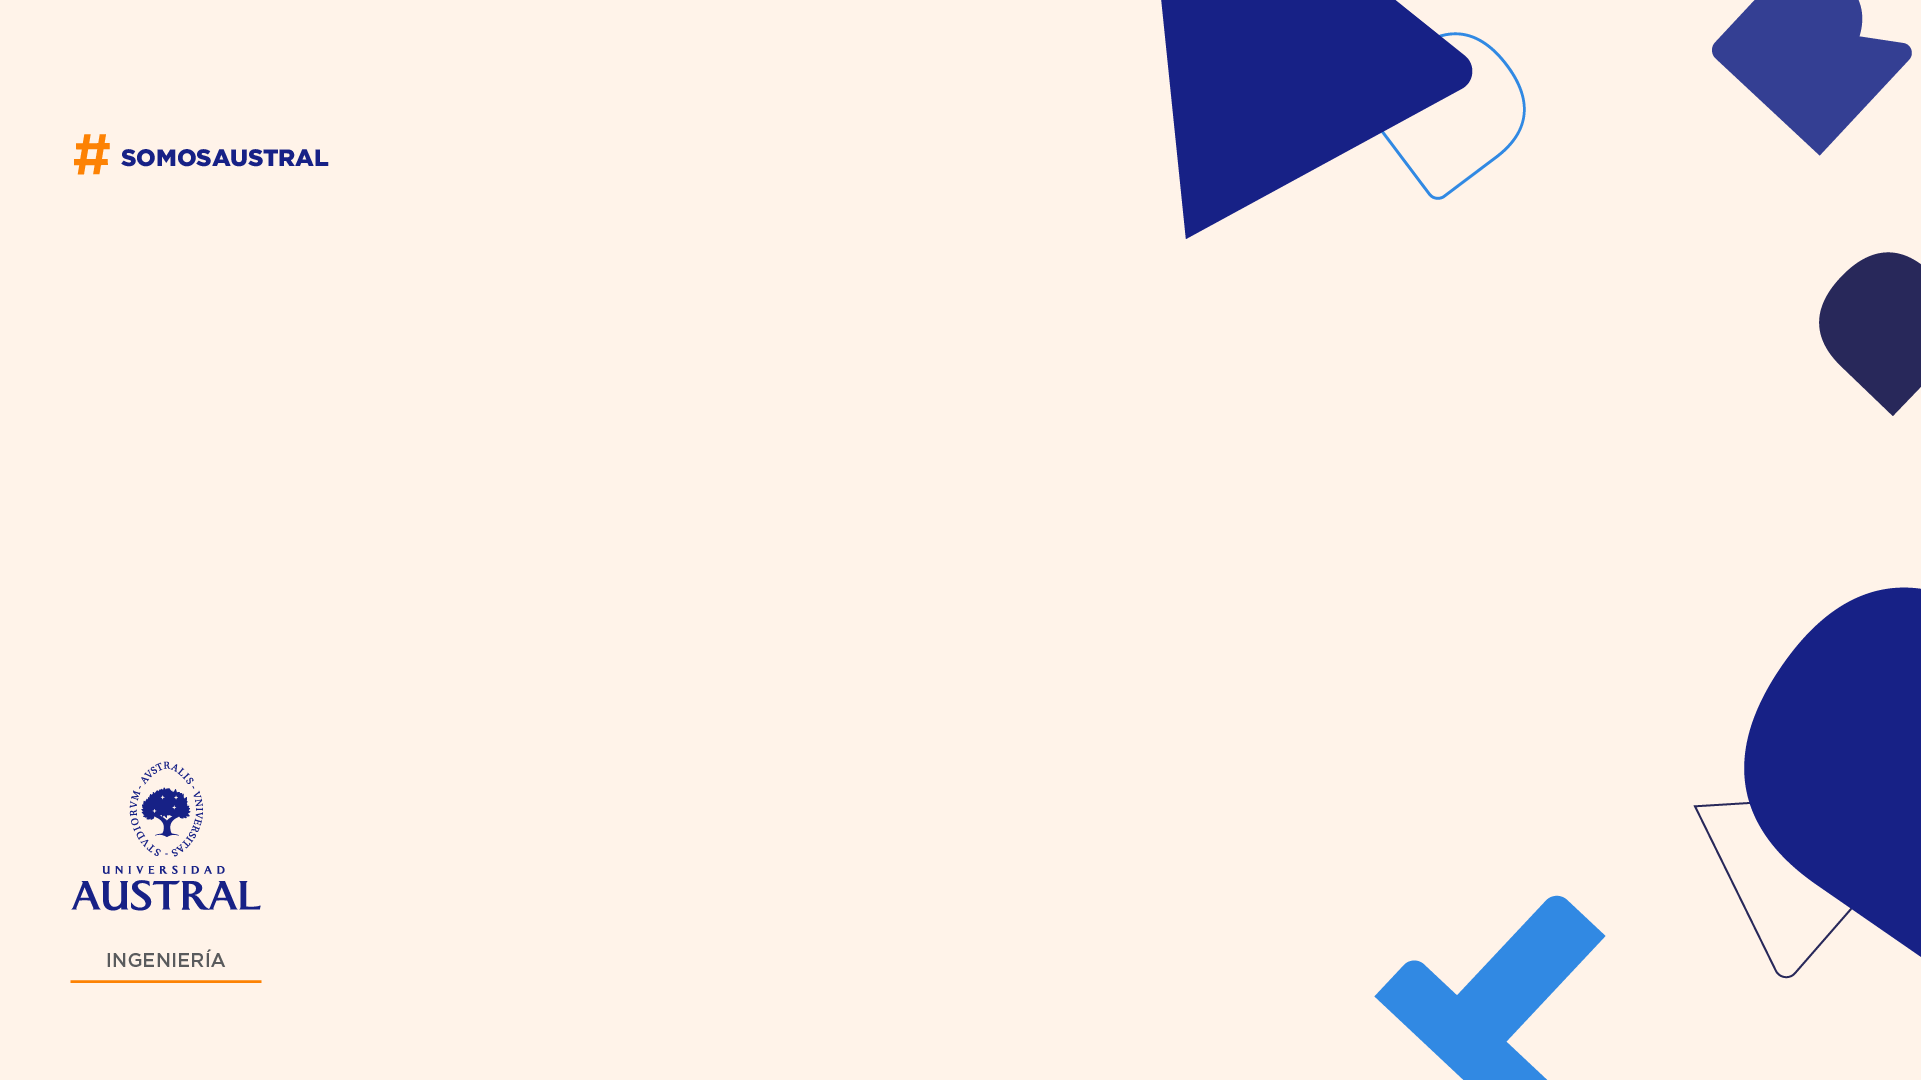 # SOMOSAUSTRAL
STVDIORVM - AVSTRALIS - VNIVERSITAS -
UNIVERSIDAD
AUSTRAL
INGENIERÍA